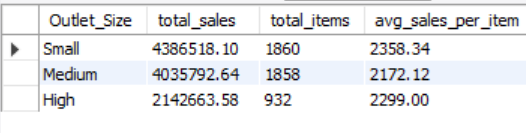 Outlet_Size total_sales total_items avg_sales_per_item
Small 4386518.10 1860 2358.34
Medium 4035792.64 1858 2172.12
High 2142663.58 932 2299.00